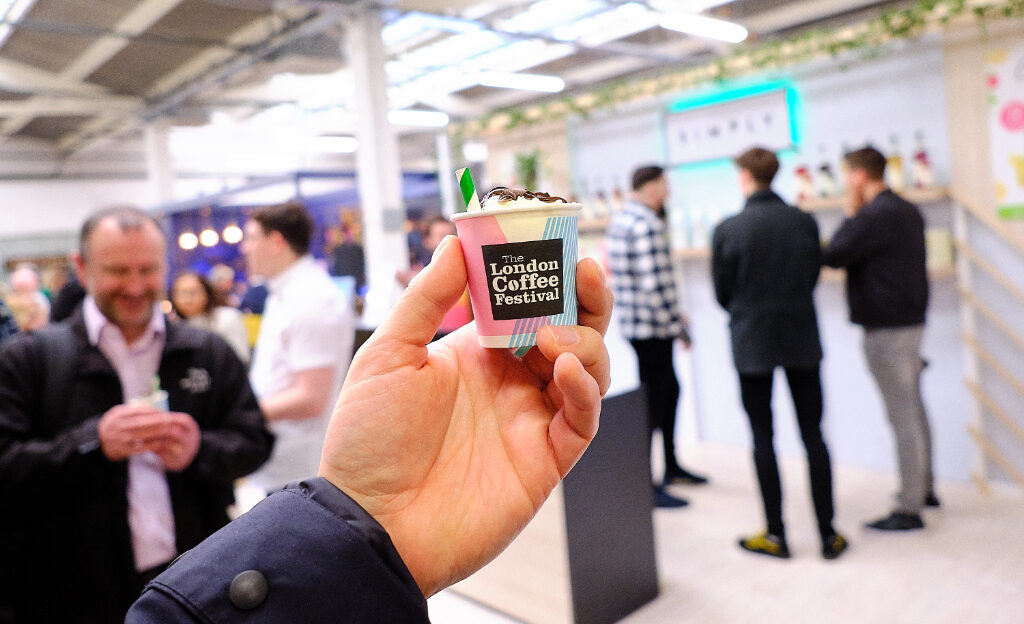 SIMPLY
The
London
Coffee
Festival